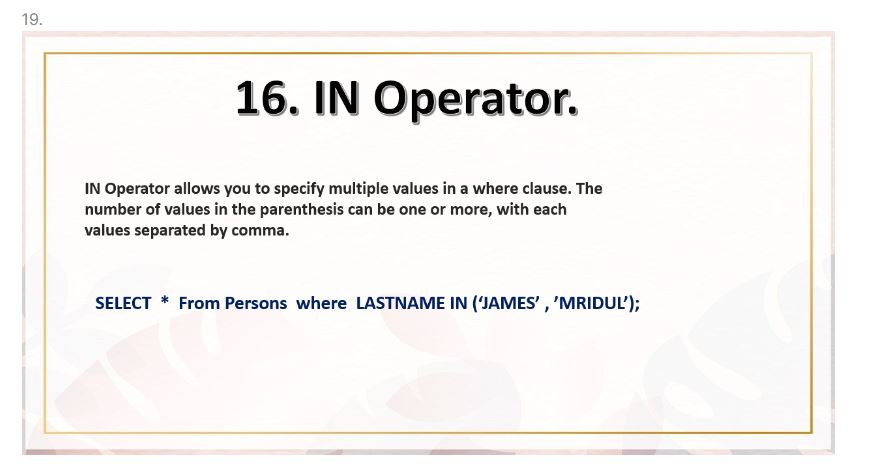 19.
16. IN Operator.
IN Operator allows you to specify multiple values in a where clause. The
number of values in the parenthesis can be one or more, with each
values separated by comma.
SELECT * From Persons where LASTNAME IN (‘JAMES’ , ’MRIDUL’);